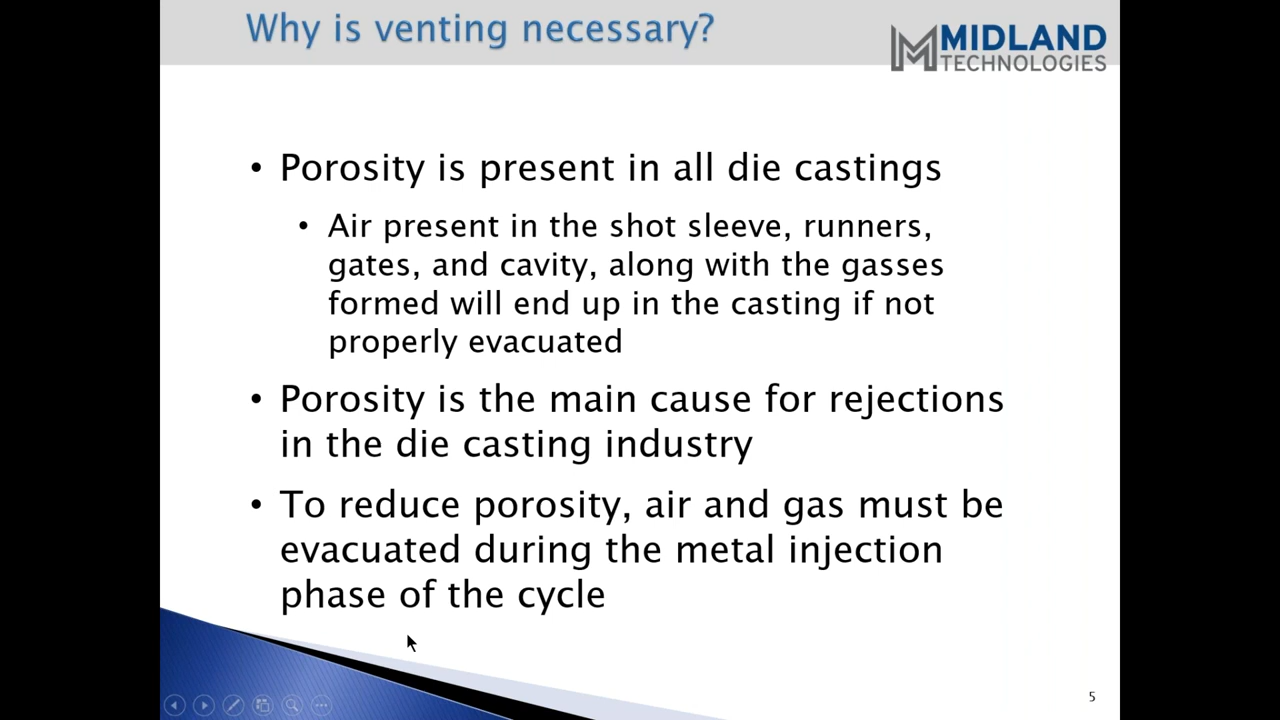 Why is venting necessary?
MIDLAND
TECHNOLOGIES
• Porosity is present in all die castings
• Air present in the shot sleeve, runners,
gates, and cavity, along with the gasses
formed will end up in the casting if not
properly evacuated
• Porosity is the main cause for rejections
in the die casting industry
• To reduce porosity, air and gas must be
evacuated during the metal injection
phase of the cycle
5